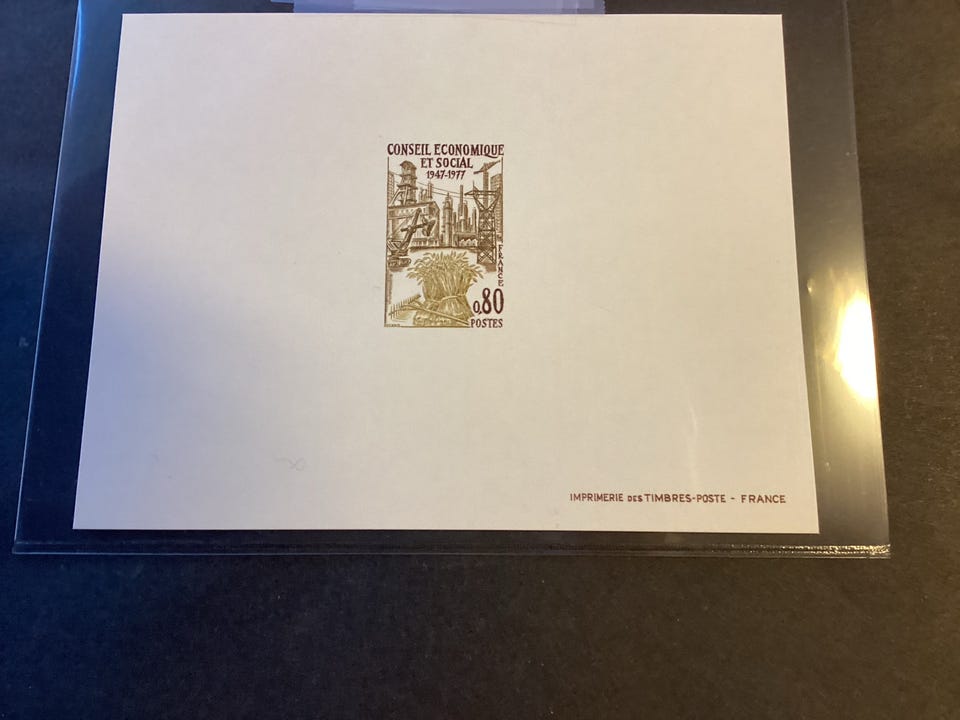 CONSEIL ECONOMIQUE
ET SOCIAL
1947-1977
FRANCE
0,80
POSTES
IMPRIMERIE DES TIMBRES-POSTE - FRANCE